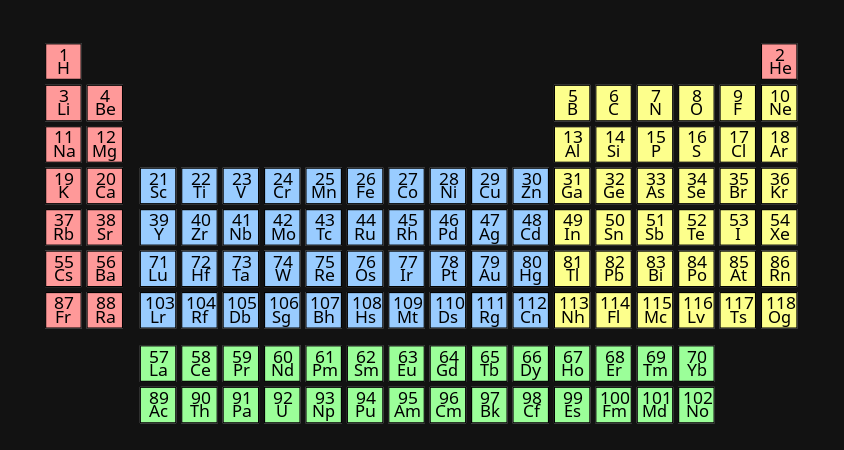 1 2
H He
3 4 5 6 7 8 9 10
Li Be B C N O F Ne
11 12 13 14 15 16 17 18
Na Mg Al Si P S Cl Ar
19 20 21 22 23 24 25 26 27 28 29 30 31 32 33 34 35 36
K Ca Sc Ti V Cr Mn Fe Co Ni Cu Zn Ga Ge As Se Br Kr
37 38 39 40 41 42 43 44 45 46 47 48 49 50 51 52 53 54
Rb Sr Y Zr Nb Mo Tc Ru Rh Pd Ag Cd In Sn Sb Te I Xe
55 56 71 72 73 74 75 76 77 78 79 80 81 82 83 84 85 86
Cs Ba Lu Hf Ta W Re Os Ir Pt Au Hg Tl Pb Bi Po At Rn
87 88 103 104 105 106 107 108 109 110 111 112 113 114 115 116 117 118
Fr Ra Lr Rf Db Sg Bh Hs Mt Ds Rg Cn Nh Fl Mc Lv Ts Og
57 58 59 60 61 62 63 64 65 66 67 68 69 70
La Ce Pr Nd Pm Sm Eu Gd Tb Dy Ho Er Tm Yb
89 90 91 92 93 94 95 96 97 98 99 100 101 102
Ac Th Pa U Np Pu Am Cm Bk Cf Es Fm Md No